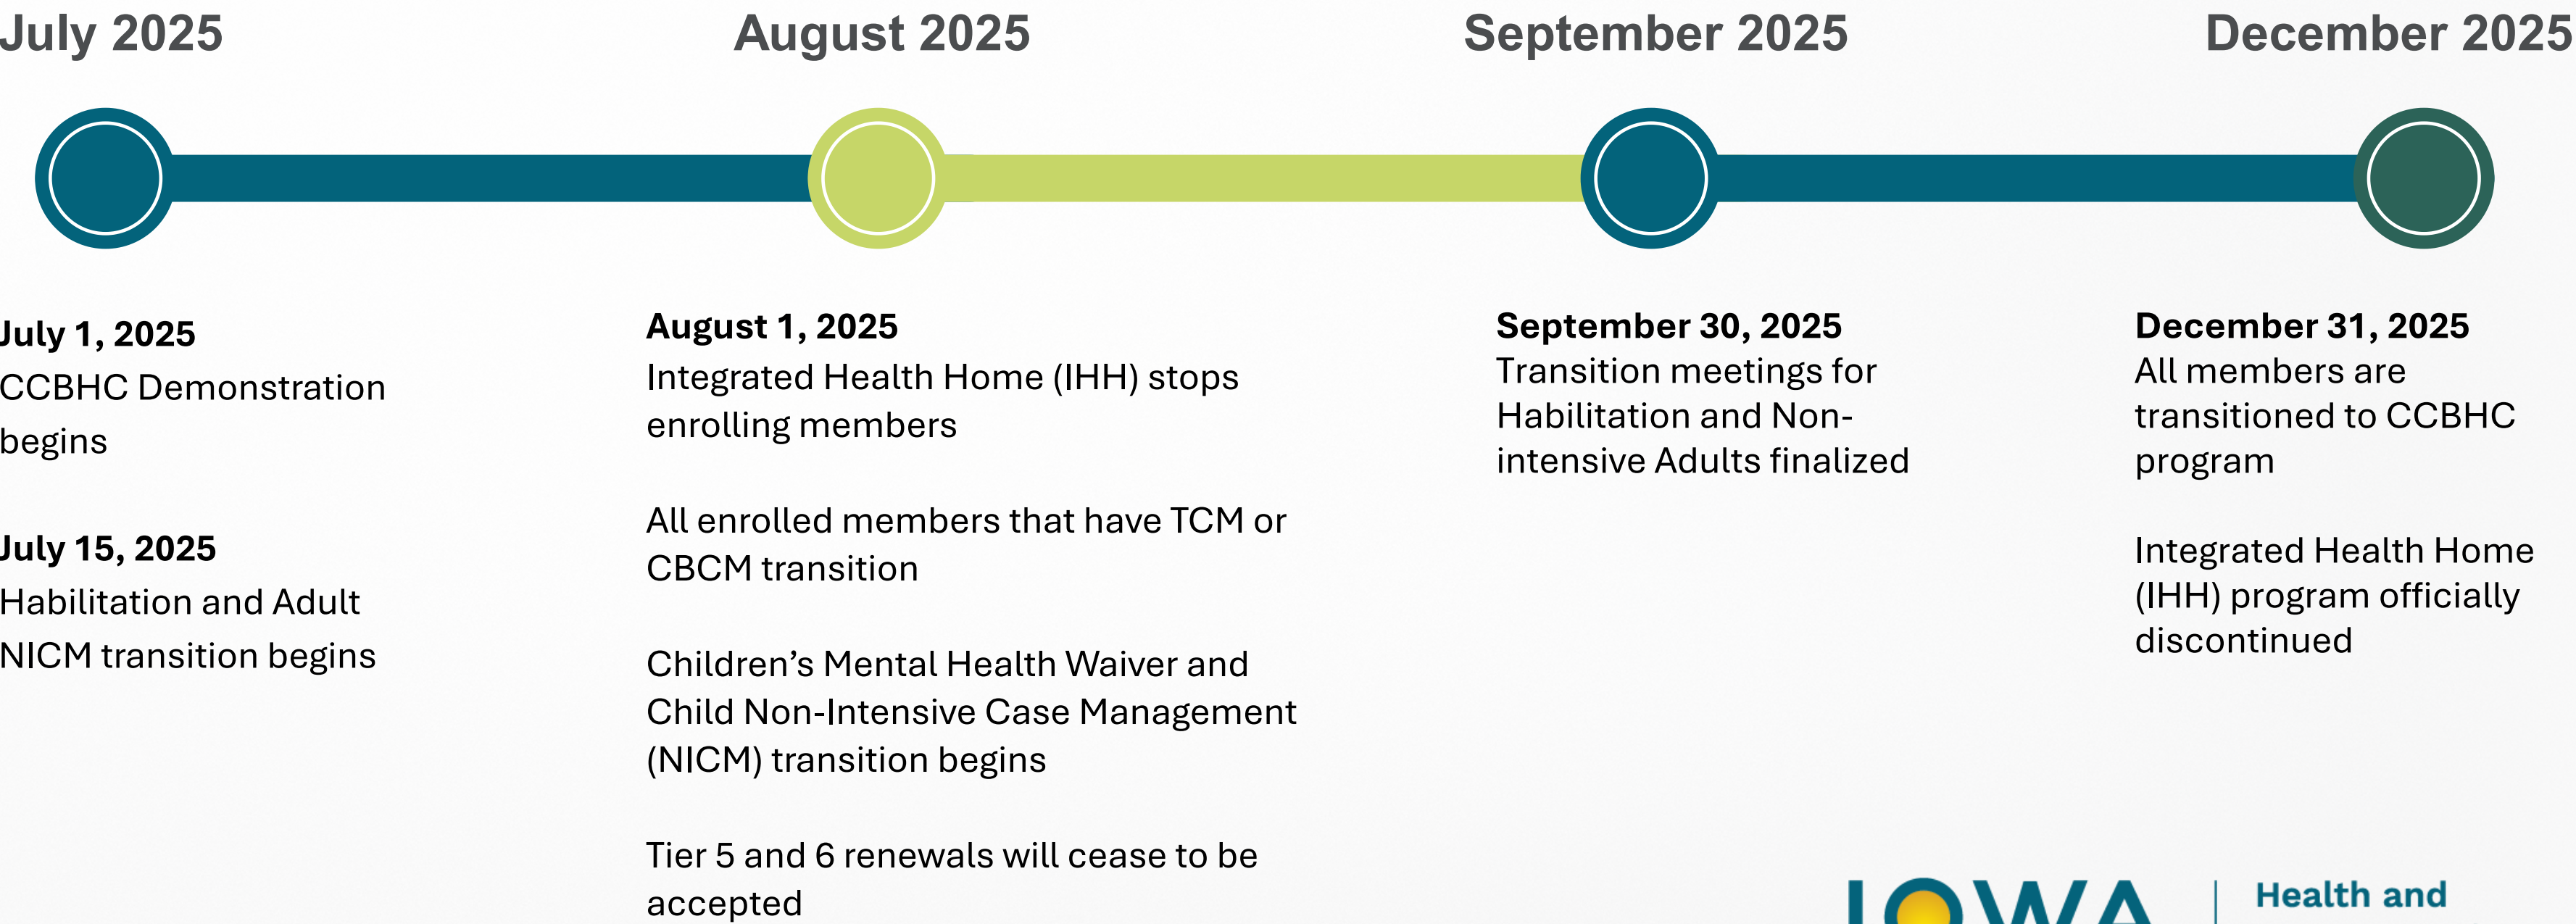 July 2025
August 2025
September 2025
December 2025
July 1, 2025
CCBHC Demonstration
begins
July 15, 2025
Habilitation and Adult
NICM transition begins
August 1, 2025
Integrated Health Home (IHH) stops
enrolling members
All enrolled members that have TCM or
CBCM transition
Children’s Mental Health Waiver and
Child Non-Intensive Case Management
(NICM) transition begins
Tier 5 and 6 renewals will cease to be
accepted
September 30, 2025
Transition meetings for
Habilitation and Non-
intensive Adults finalized
December 31, 2025
All members are
transitioned to CCBHC
program
Integrated Health Home
(IHH) program officially
discontinued
IOWA
Health and